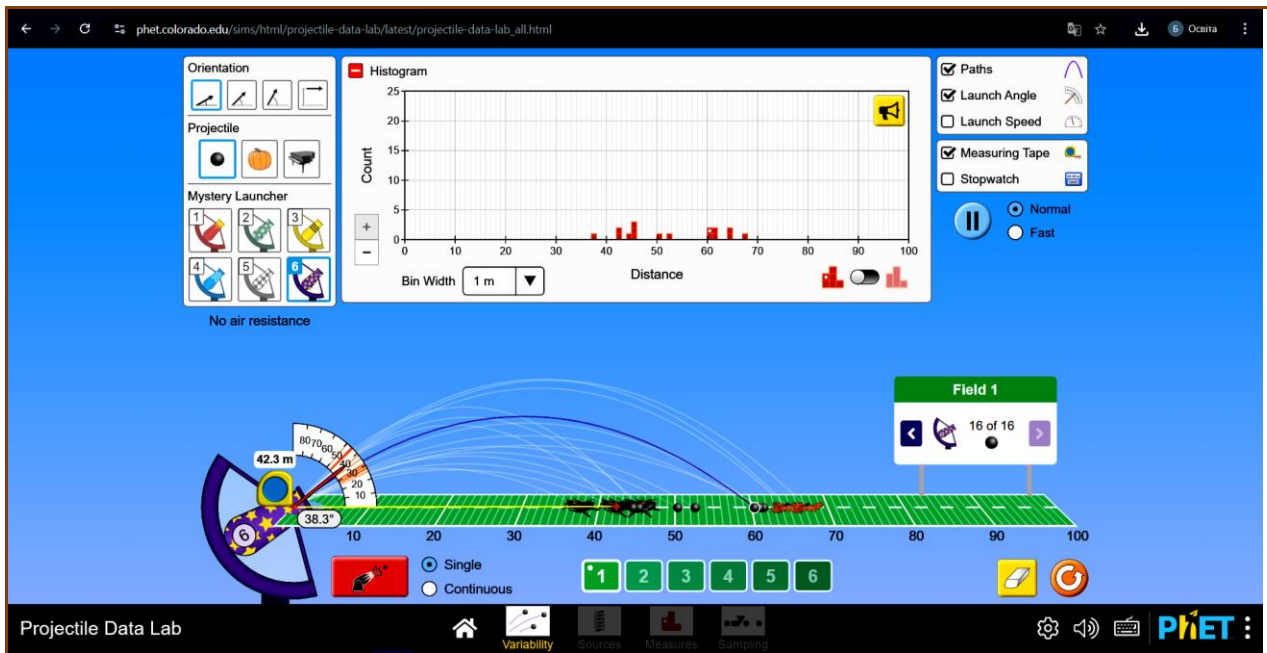 phet.colorado.edu/sims/html/projectile-data-lab/latest/projectile-data-lab_all.html
Б
Освіта
Orientation
Projectile
Mystery Launcher
1
2
3
4
5
6
No air resistance
Histogram
25
20
15
10
5
0
Count
0 10 20 30 40 50 60 70 80 90 100
Distance
+
−
Bin Width
1 m
Paths
Launch Angle
Launch Speed
Measuring Tape
Stopwatch
Normal
Fast
Field 1
16 of 16
80 70 60 50 40 30 20 10
42.3 m
38.3°
6
10 20 30 40 50 60 70 80 90 100
Single
Continuous
1 2 3 4 5 6
Projectile Data Lab
Variability
Sources
Measures
Sampling
PhET